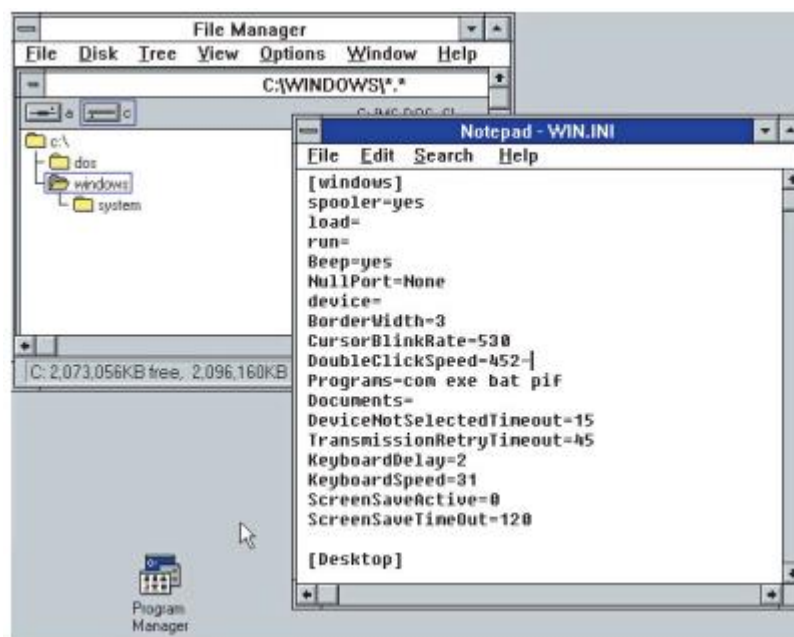 File Manager
File Disk Tree View Options Window Help
C:\WINDOWS\*.*
a c
c:\
dos
windows
system
C: 2,073,056KB free, 2,096,160KB
Notepad - WIN.INI
File Edit Search Help
[windows]
spooler=yes
load=
run=
Beep=yes
NullPort=None
device=
BorderWidth=3
CursorBlinkRate=530
DoubleClickSpeed=452-
Programs=com exe bat pif
Documents=
DeviceNotSelectedTimeout=15
TransmissionRetryTimeout=45
KeyboardDelay=2
KeyboardSpeed=31
ScreenSaveActive=0
ScreenSaveTimeOut=120
[Desktop]
Program
Manager